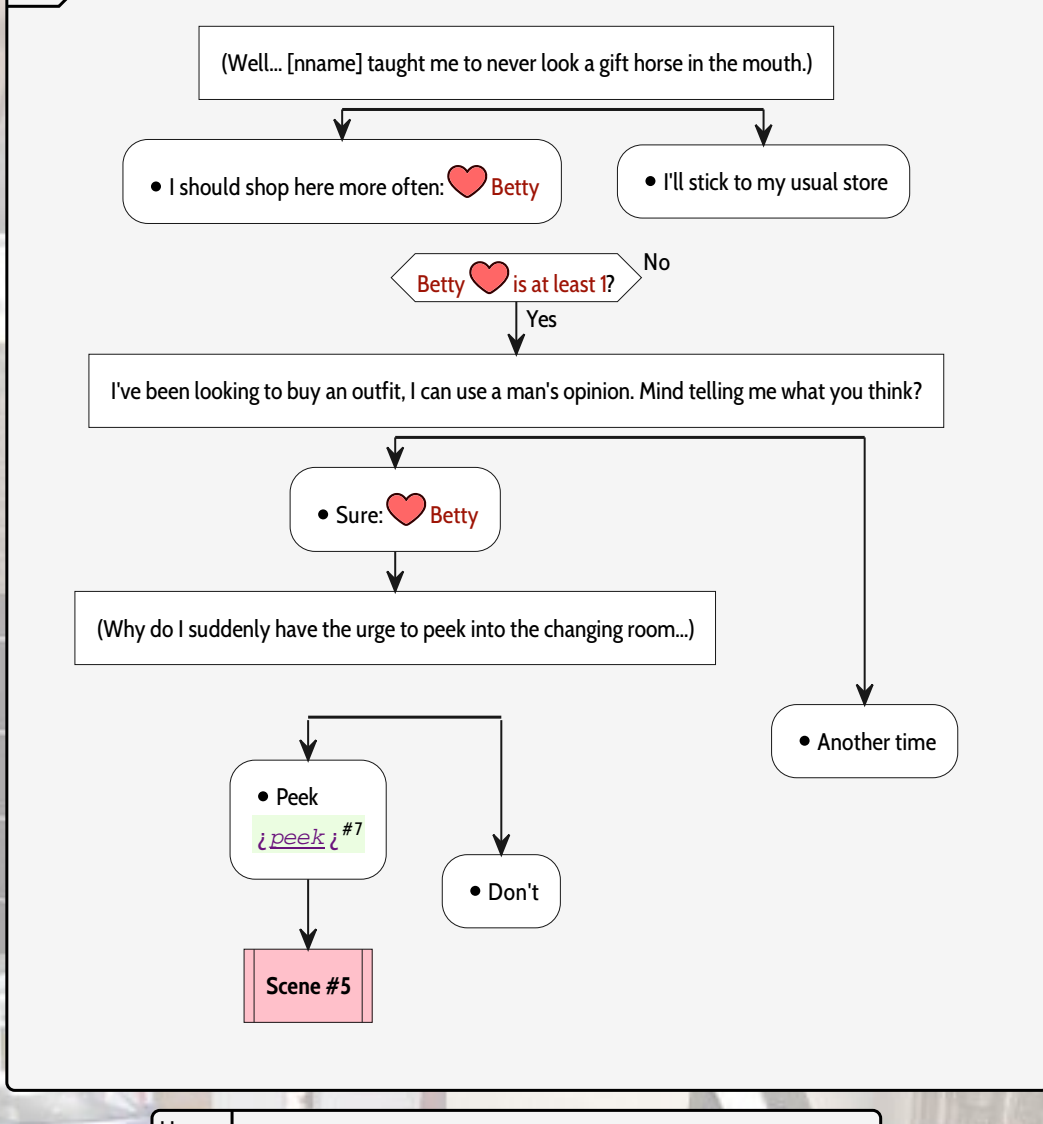 (Well... [nname] taught me to never look a gift horse in the mouth.)
• I should shop here more often: Betty
• I'll stick to my usual store
Betty is at least 1?
No
Yes
I've been looking to buy an outfit, I can use a man's opinion. Mind telling me what you think?
• Sure: Betty
(Why do I suddenly have the urge to peek into the changing room...)
• Another time
• Peek
¿peek¿#7
• Don't
Scene #5